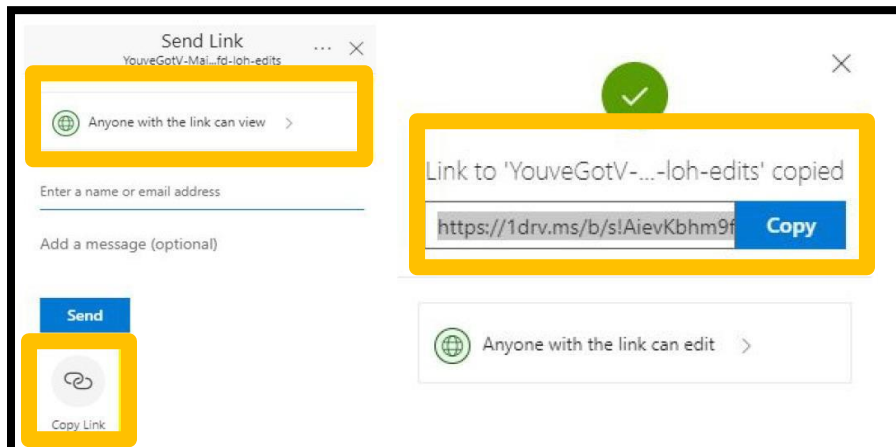 Send Link
YouveGotV-Mai...fd-loh-edits
Anyone with the link can view
Enter a name or email address
Add a message (optional)
Send
Copy Link
Link to 'YouveGotV-...-loh-edits' copied
https://1drv.ms/b/s!AievKbhm9f
Copy
Anyone with the link can edit